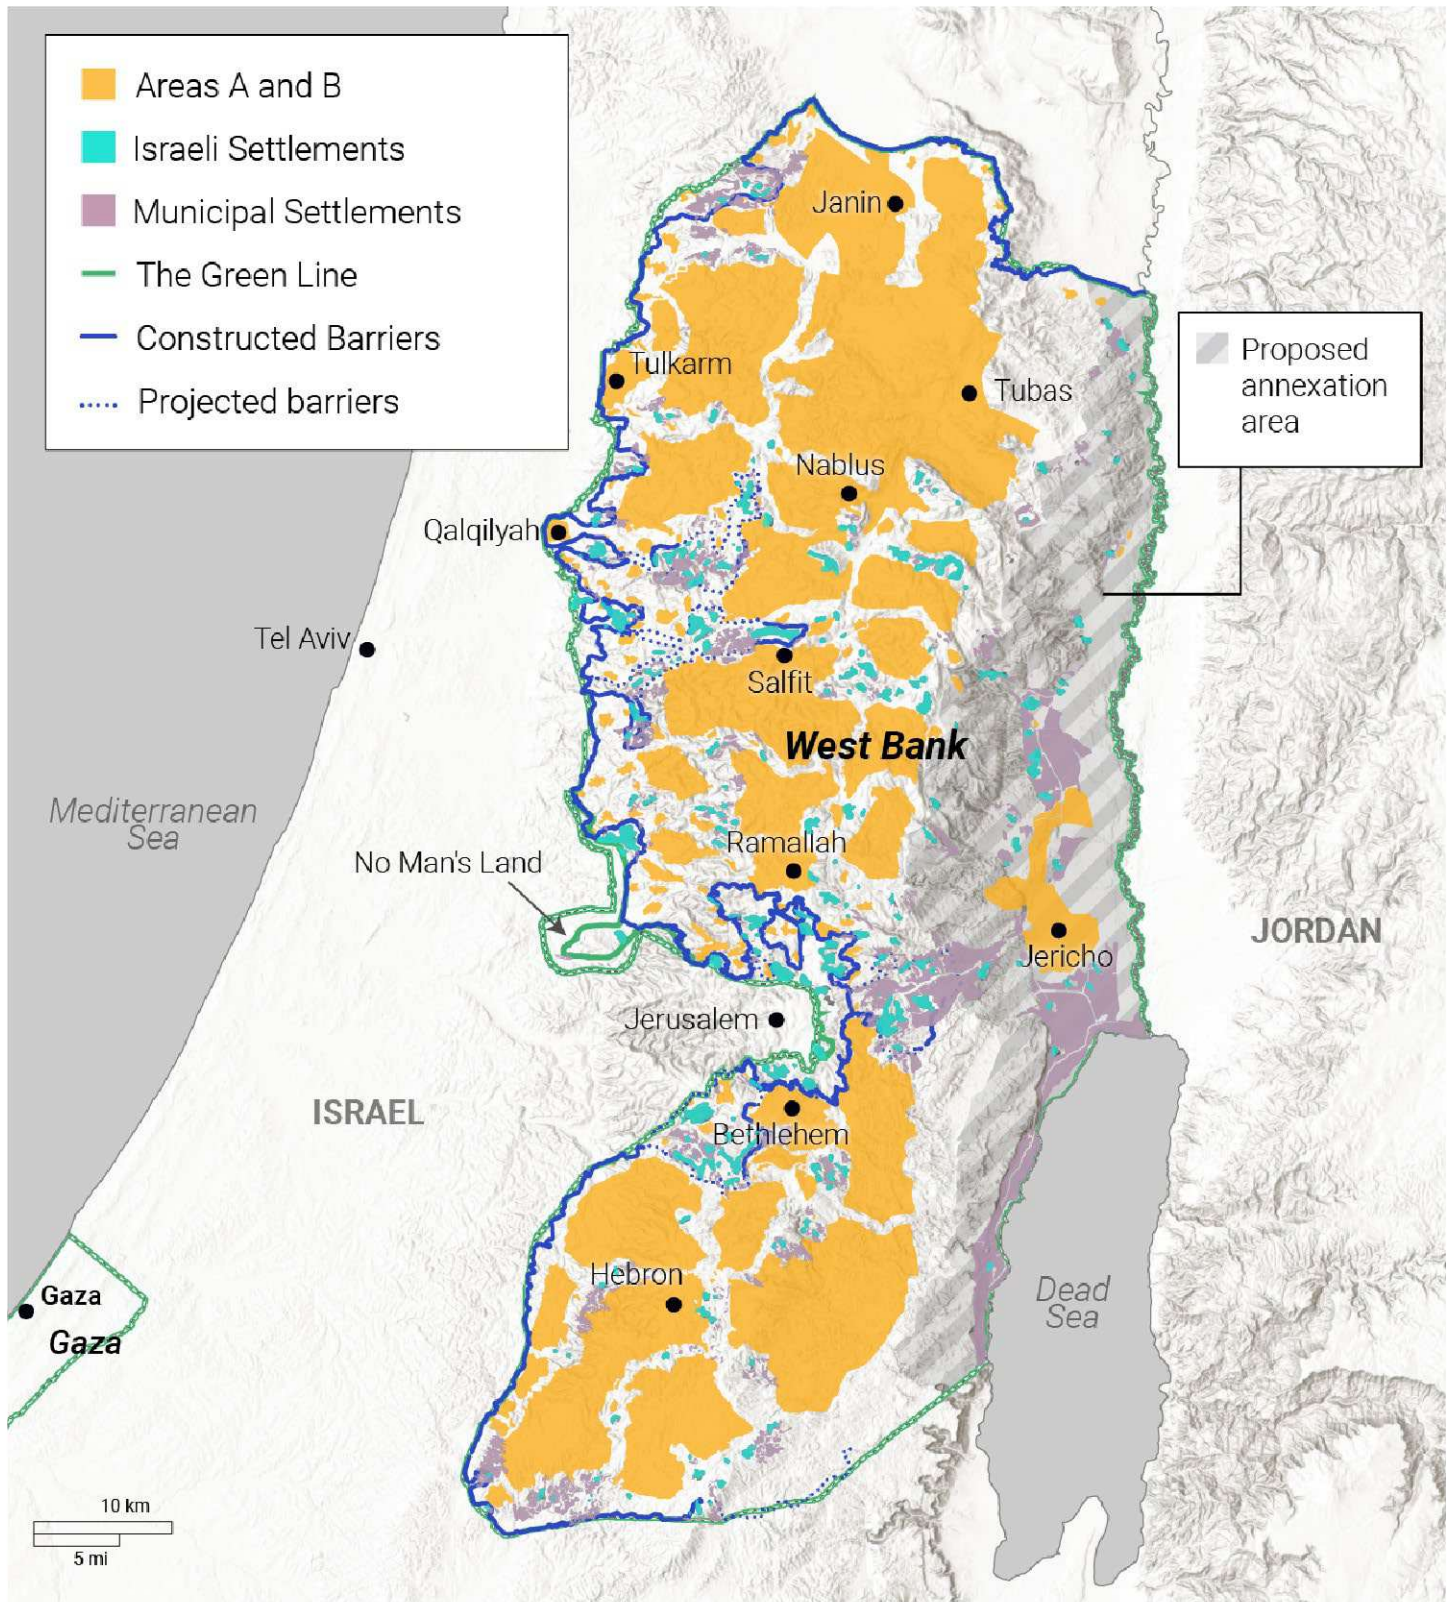 Areas A and B
Israeli Settlements
Municipal Settlements
The Green Line
Constructed Barriers
Projected barriers
Janin
Proposed
annexation
area
Tulkarm
Tubas
Nablus
Qalqilyah
Tel Aviv
Salfit
West Bank
Mediterranean
Sea
Ramallah
No Man's Land
JORDAN
Jericho
Jerusalem
ISRAEL
Bethlehem
Hebron
Dead
Sea
Gaza
Gaza
10 km
5 mi